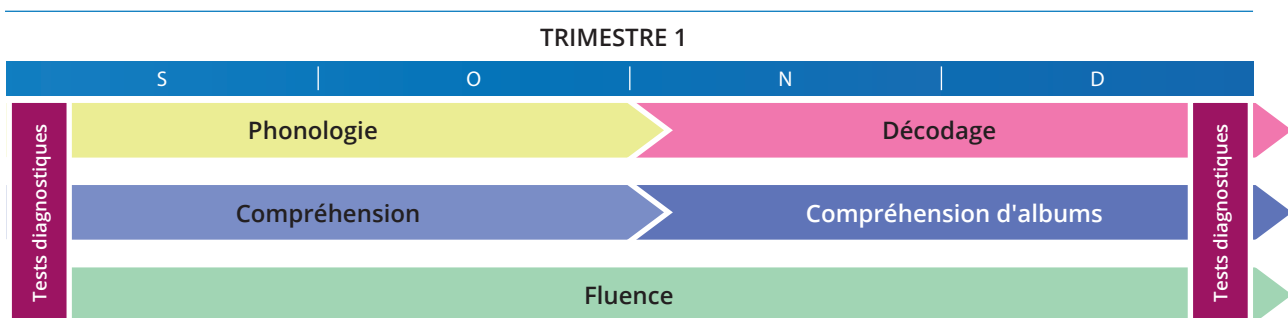 TRIMESTRE 1
S O N D
Tests diagnostiques
Phonologie
Décodage
Compréhension
Compréhension d'albums
Fluence
Tests diagnostiques